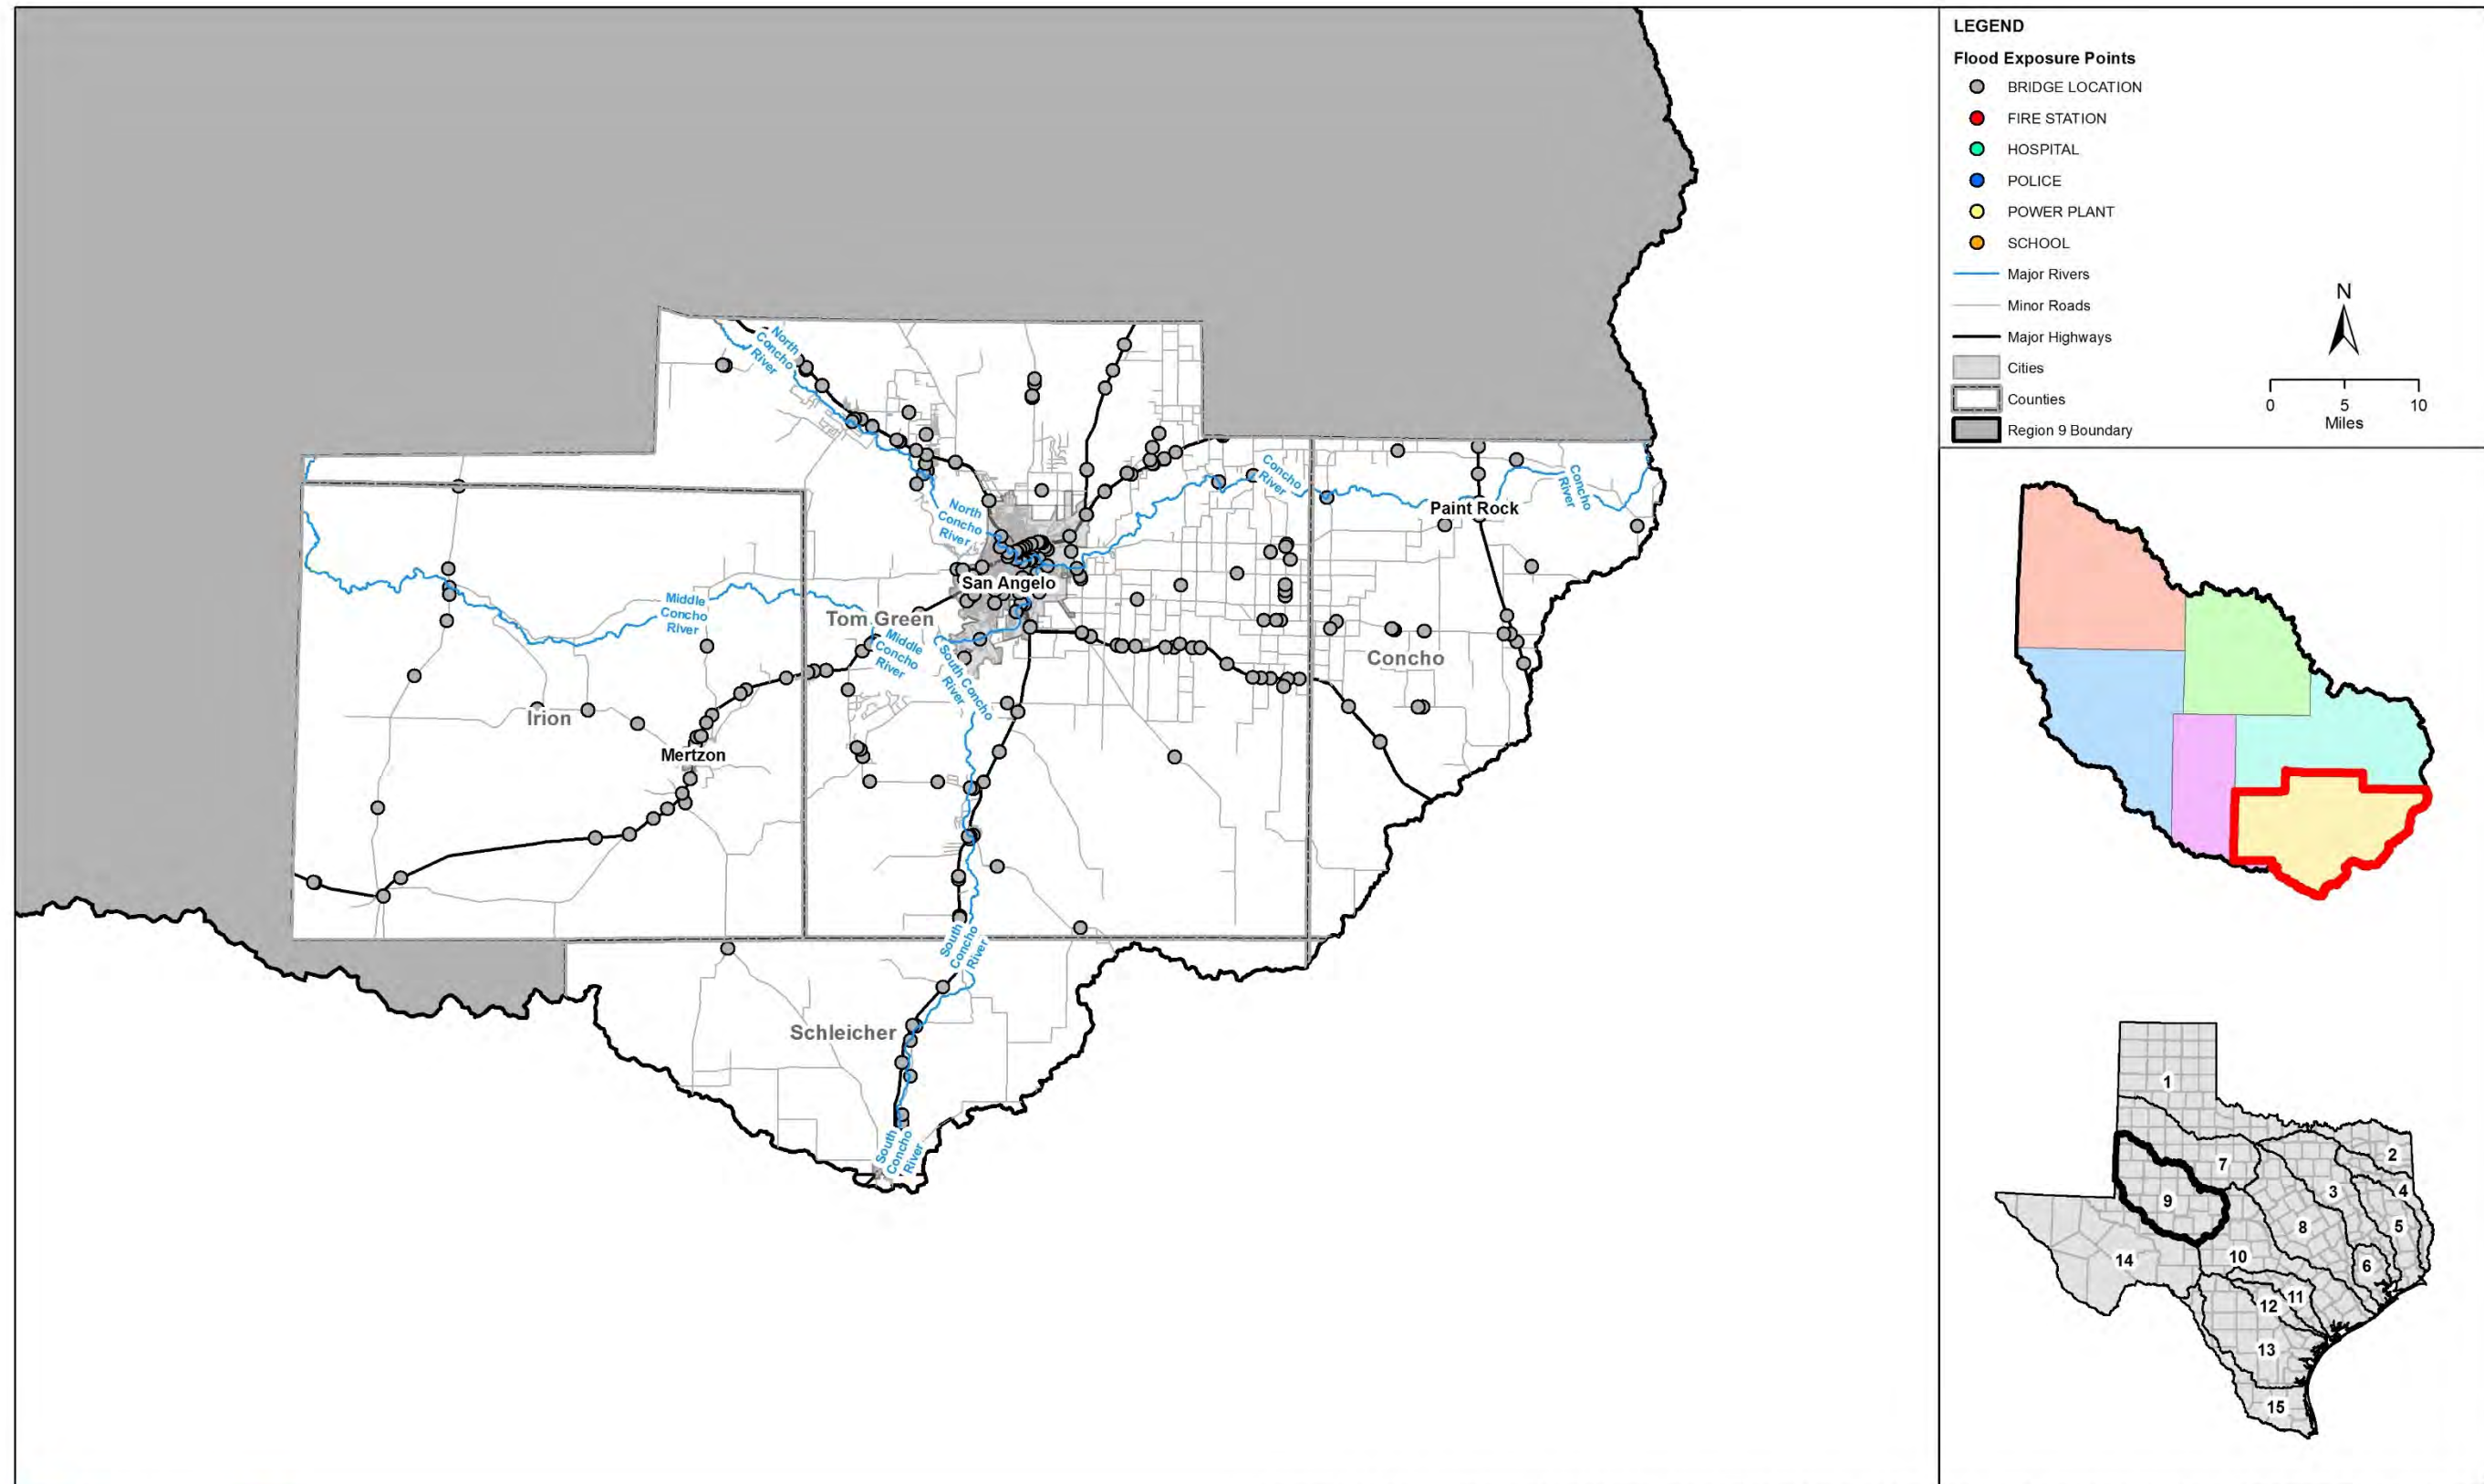 North
Concho
River
Concho
River
Concho
River
North
Concho
River
Paint Rock
San Angelo
Middle
Concho
River
Tom Green
Middle
Concho
River
South Concho
River
Concho
Irion
Mertzon
South
Concho
River
Schleicher
South
Concho
River
LEGEND
Flood Exposure Points
BRIDGE LOCATION
FIRE STATION
HOSPITAL
POLICE
POWER PLANT
SCHOOL
Major Rivers
Minor Roads
Major Highways
Cities
Counties
Region 9 Boundary
N
0 5 10
Miles
1
2
7
3
4
9
8
5
10
14
6
11
12
13
15